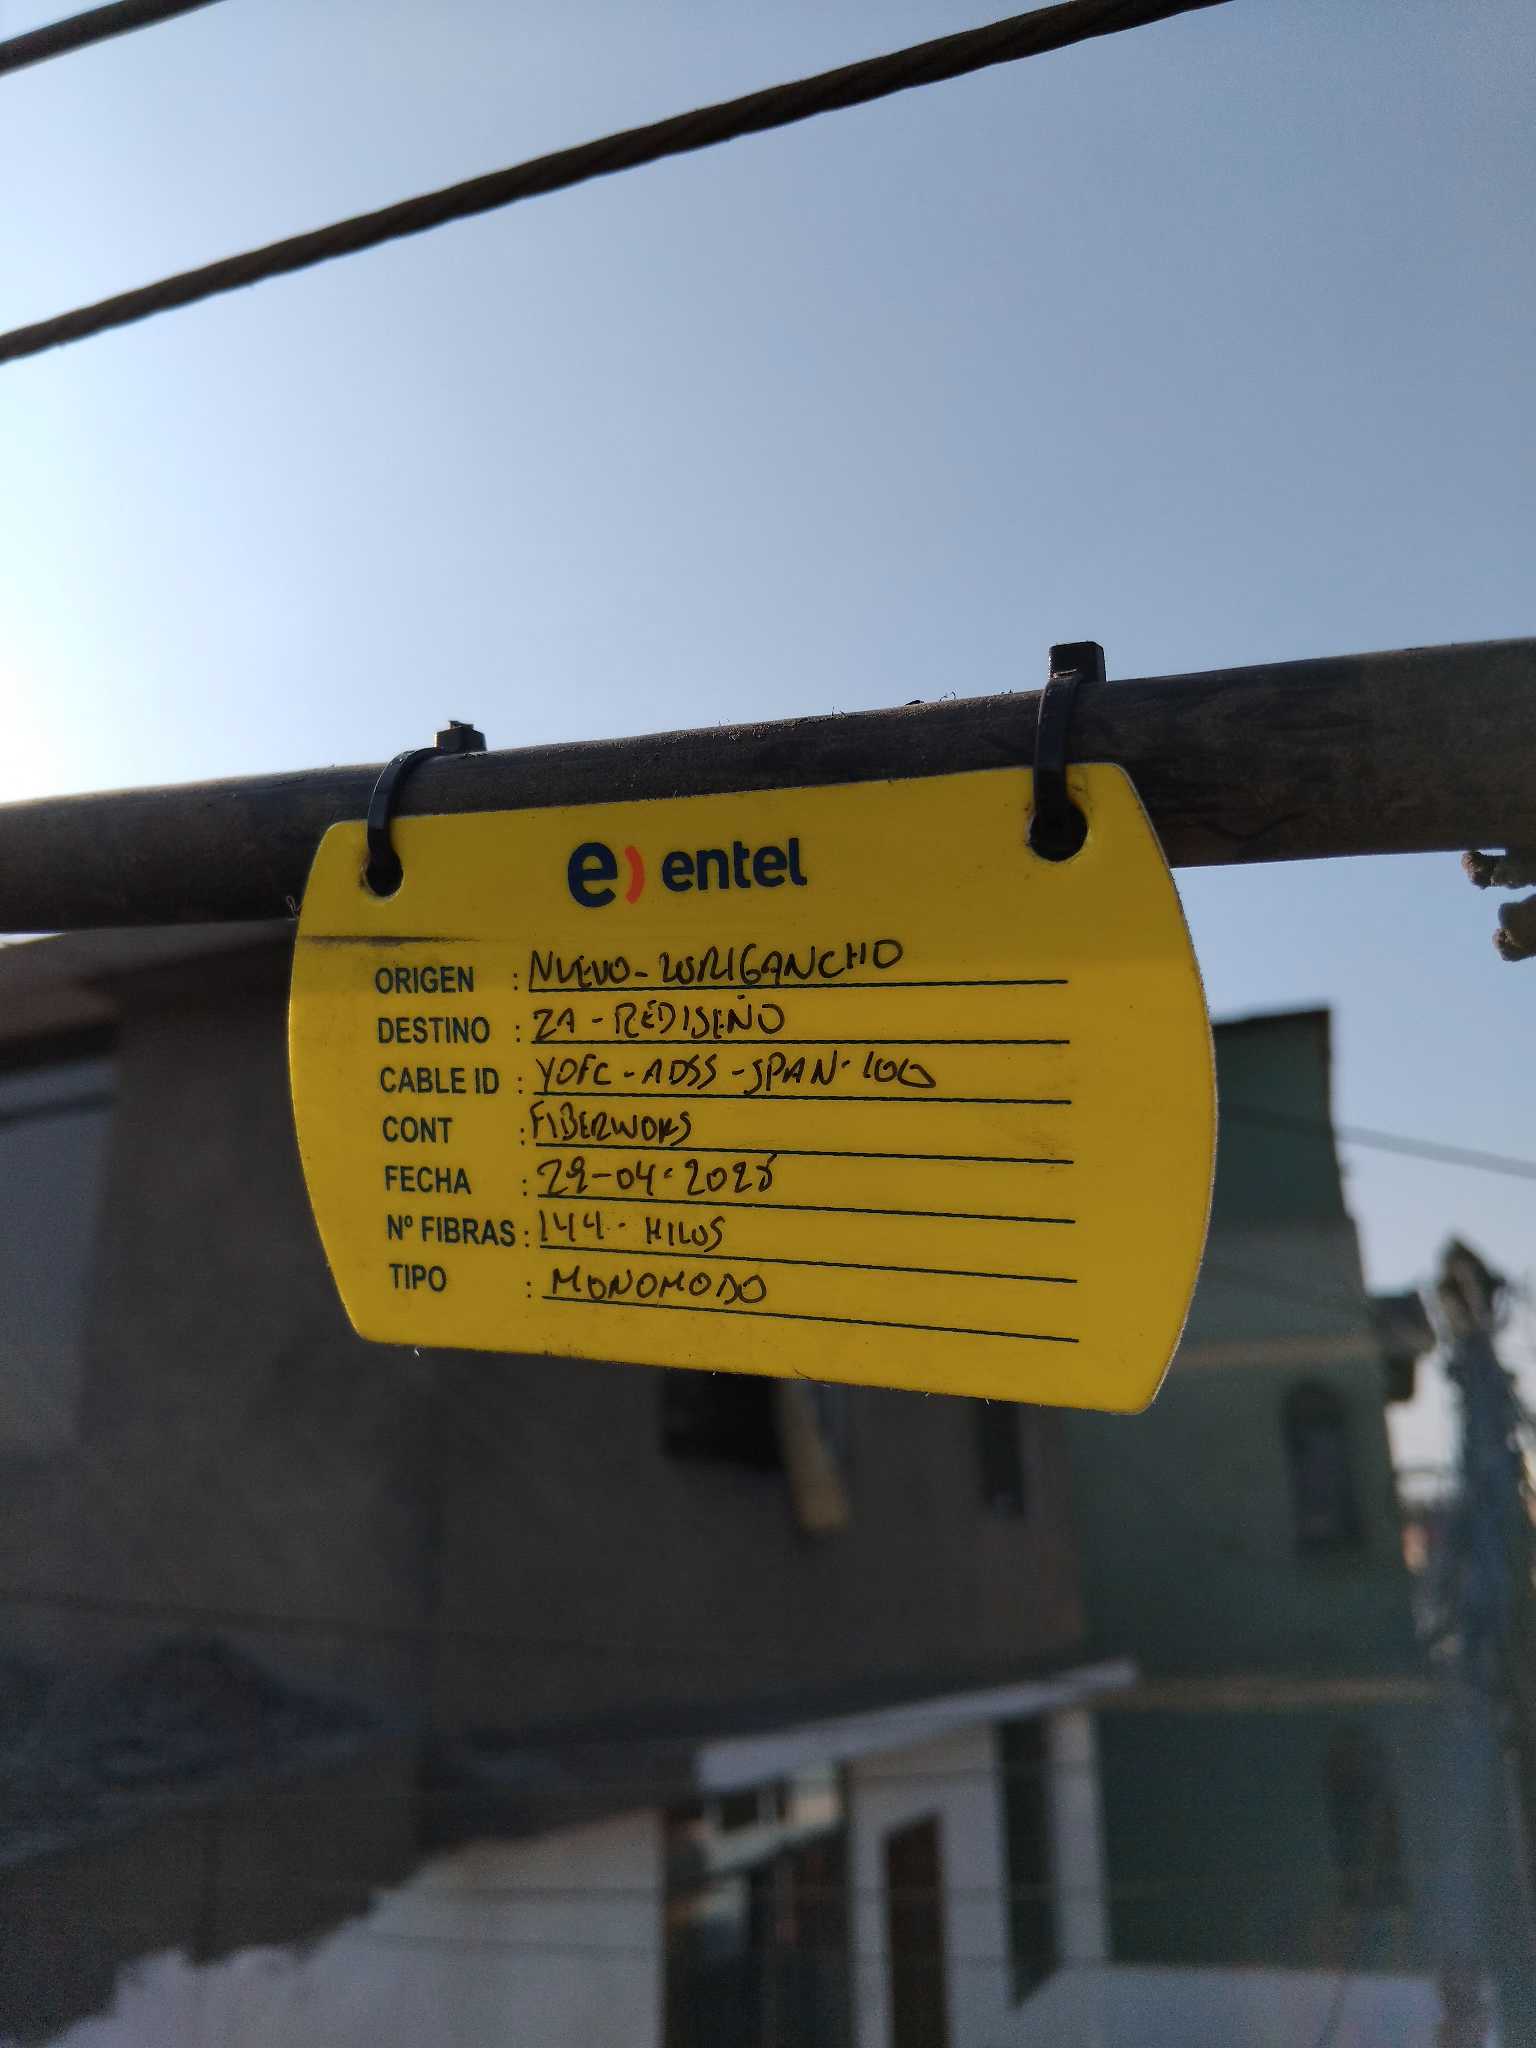 e) entel
ORIGEN : NUEVO-LURIGANCHO
DESTINO : ZA - REDISEÑO
CABLE ID : YOFC - ADSS - SPAN - 100
CONT : FIBERWORKS
FECHA : 29-04-2025
Nº FIBRAS : 144 - HILOS
TIPO : MONOMODO